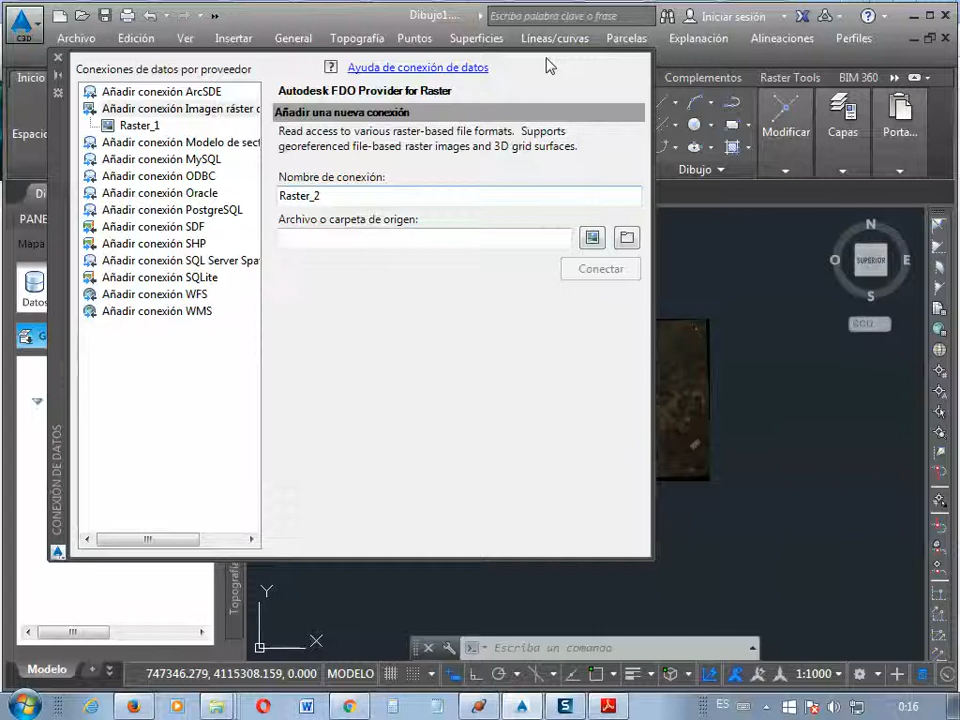 Dibujo1....
Escriba palabra clave o frase
Iniciar sesión
C3D
Archivo Edición Ver Insertar General Topografía Puntos Superficies Líneas/curvas Parcelas Explanación Alineaciones Perfiles
Inicio
Complementos Raster Tools BIM 360
Espacio
Modificar Capas Porta...
Dibujo
Conexiones de datos por proveedor
Añadir conexión ArcSDE
Añadir conexión Imagen ráster o
Raster_1
Añadir conexión Modelo de sect
Añadir conexión MySQL
Añadir conexión ODBC
Añadir conexión Oracle
Añadir conexión PostgreSQL
Añadir conexión SDF
Añadir conexión SHP
Añadir conexión SQL Server Spa
Añadir conexión SQLite
Añadir conexión WFS
Añadir conexión WMS
CONEXIÓN DE DATOS
? Ayuda de conexión de datos
Autodesk FDO Provider for Raster
Añadir una nueva conexión
Read access to various raster-based file formats. Supports
georeferenced file-based raster images and 3D grid surfaces.
Nombre de conexión:
Raster_2
Archivo o carpeta de origen:
Conectar
PANE
Mapa
Datos
G
Topografía
N
O SUPERIOR E
S
Y
X
Escriba un comando
Modelo
747346.279, 4115308.159, 0.000 MODELO
1:1000
ES
0:16